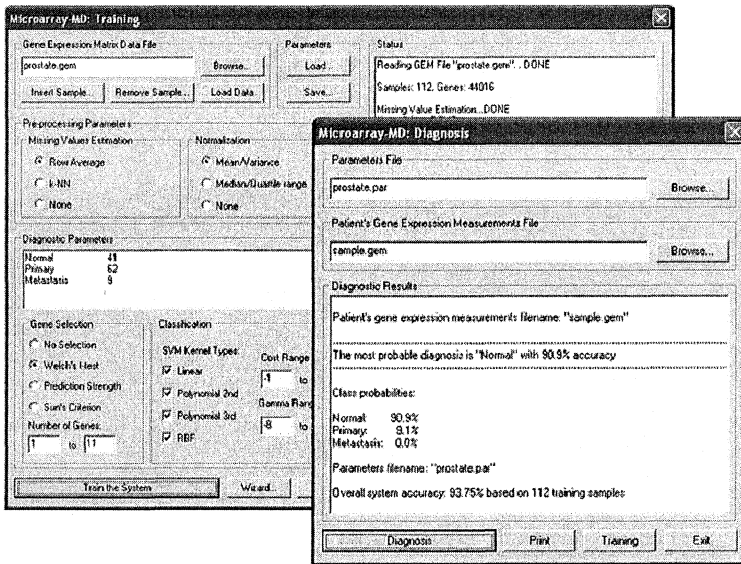 Microarray-MD: Training
Gene Expression Matrix Data File
prostate.gem
Browse...
Insert Sample...
Remove Sample...
Load Data
Parameters
Load...
Save...
Status
Reading GEM File "prostate.gem"...DONE
Samples: 112, Genes: 44016
Missing Value Estimation...DONE
Pre-processing Parameters
Missing Values Estimation
Row Average
k-NN
None
Normalization
Mean/Variance
Median/Quartile range
None
Diagnostic Parameters
Normal 41
Primary 62
Metastasis 9
Gene Selection
No Selection
Welch's t-test
Prediction Strength
Sun's Criterion
Number of Genes:
1 to 11
Classification
SVM Kernel Types:
Linear
Polynomial 2nd
Polynomial 3rd
RBF
Cost Range
-1 to
Gamma Rang
-8 to
Train the System
Wizard...
Microarray-MD: Diagnosis
Parameters File
prostate.par
Browse...
Patient's Gene Expression Measurements File
sample.gem
Browse...
Diagnostic Results
Patient's gene expression measurements filename: "sample.gem"
The most probable diagnosis is "Normal" with 90.9% accuracy
Class probabilities:
Normal: 90.9%
Primary: 9.1%
Metastasis: 0.0%
Parameters filename: "prostate.par"
Overall system accuracy: 93.75% based on 112 training samples
Diagnosis
Print
Training
Exit